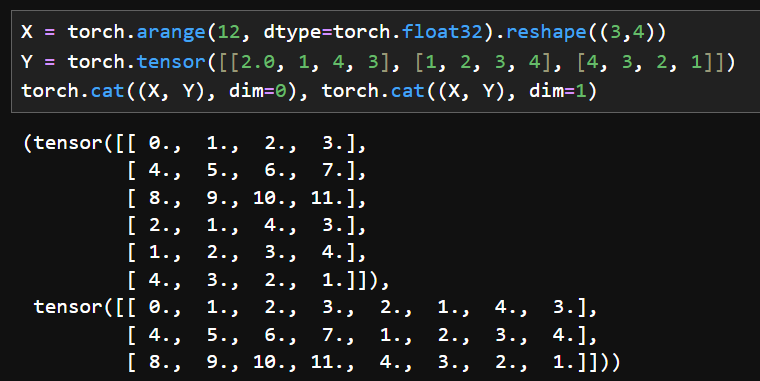 X = torch.arange(12, dtype=torch.float32).reshape((3,4))
Y = torch.tensor([[2.0, 1, 4, 3], [1, 2, 3, 4], [4, 3, 2, 1]])
torch.cat((X, Y), dim=0), torch.cat((X, Y), dim=1)
(tensor([[ 0.,  1.,  2.,  3.],
         [ 4.,  5.,  6.,  7.],
         [ 8.,  9., 10., 11.],
         [ 2.,  1.,  4.,  3.],
         [ 1.,  2.,  3.,  4.],
         [ 4.,  3.,  2.,  1.]]),
 tensor([[ 0.,  1.,  2.,  3.,  2.,  1.,  4.,  3.],
         [ 4.,  5.,  6.,  7.,  1.,  2.,  3.,  4.],
         [ 8.,  9., 10., 11.,  4.,  3.,  2.,  1.]]))